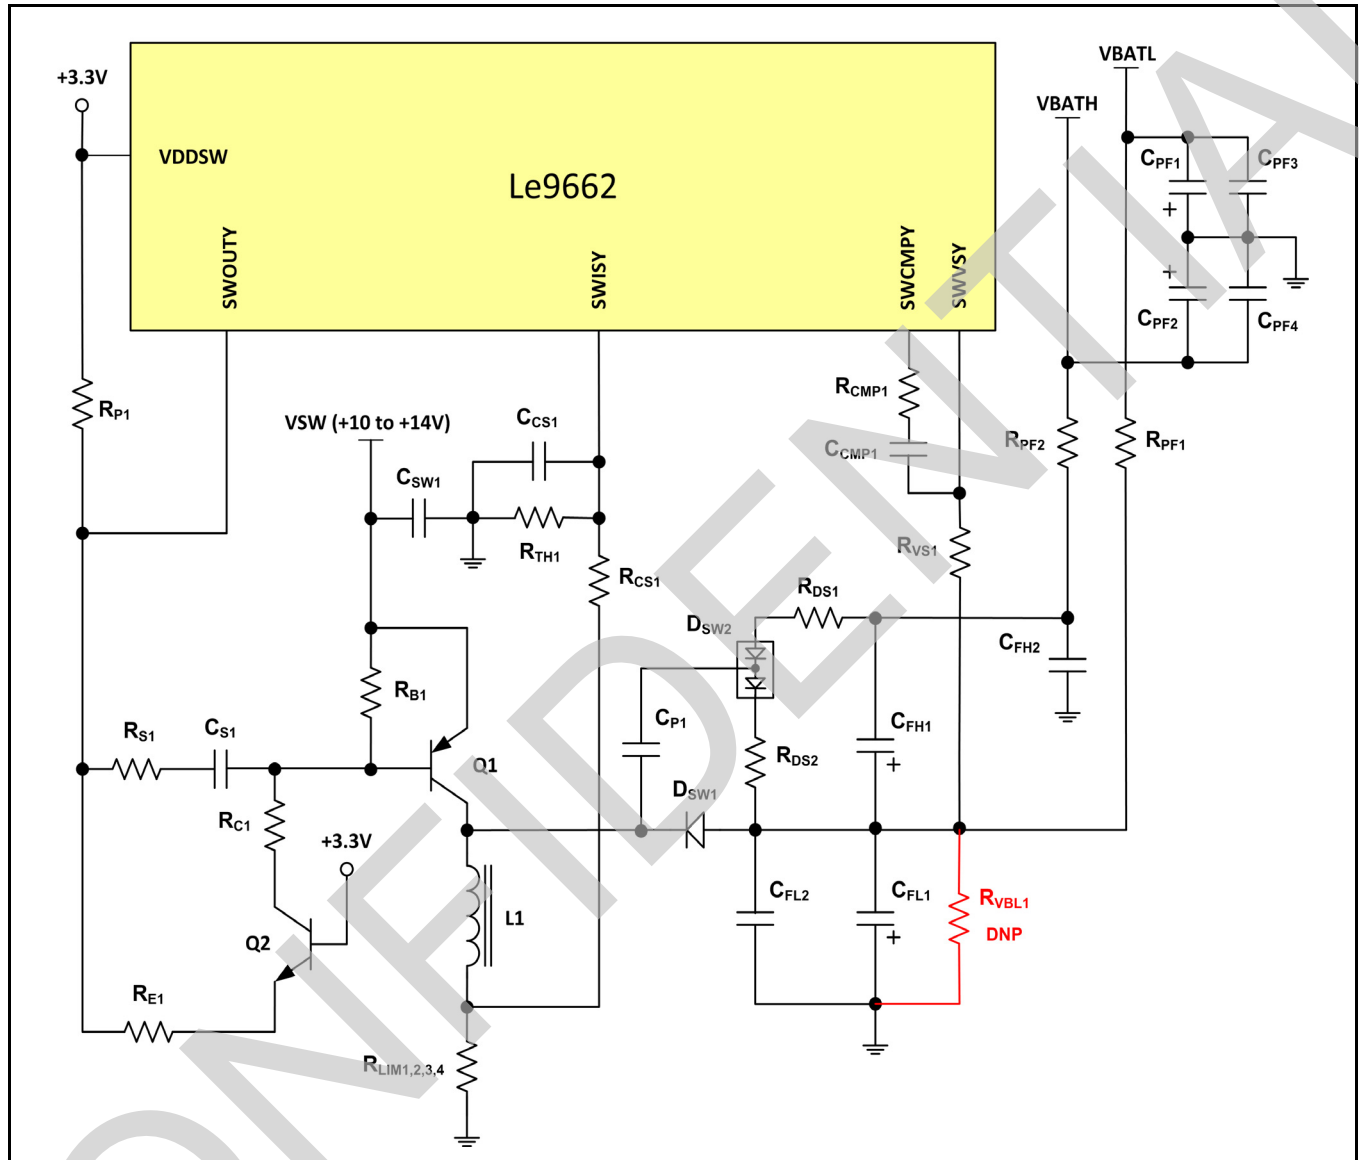 VBATL
+3.3V
VBATH
VDDSW
Le9662
CPF1
CPF3
SWOUTY
SWISY
SWCMPY
SWVSY
CPF2
CPF4
RCMP1
RP1
CCS1
VSW (+10 to +14V)
CCMP1
RPF2
RPF1
CSW1
RTH1
RVS1
RCS1
RDS1
DSW2
CFH2
RB1
CP1
CFH1
RS1
CS1
RDS2
Q1
DSW1
RC1
+3.3V
CFL2
CFL1
RVBL1
L1
DNP
Q2
RE1
RLIM1,2,3,4
CONFIDENTIAL